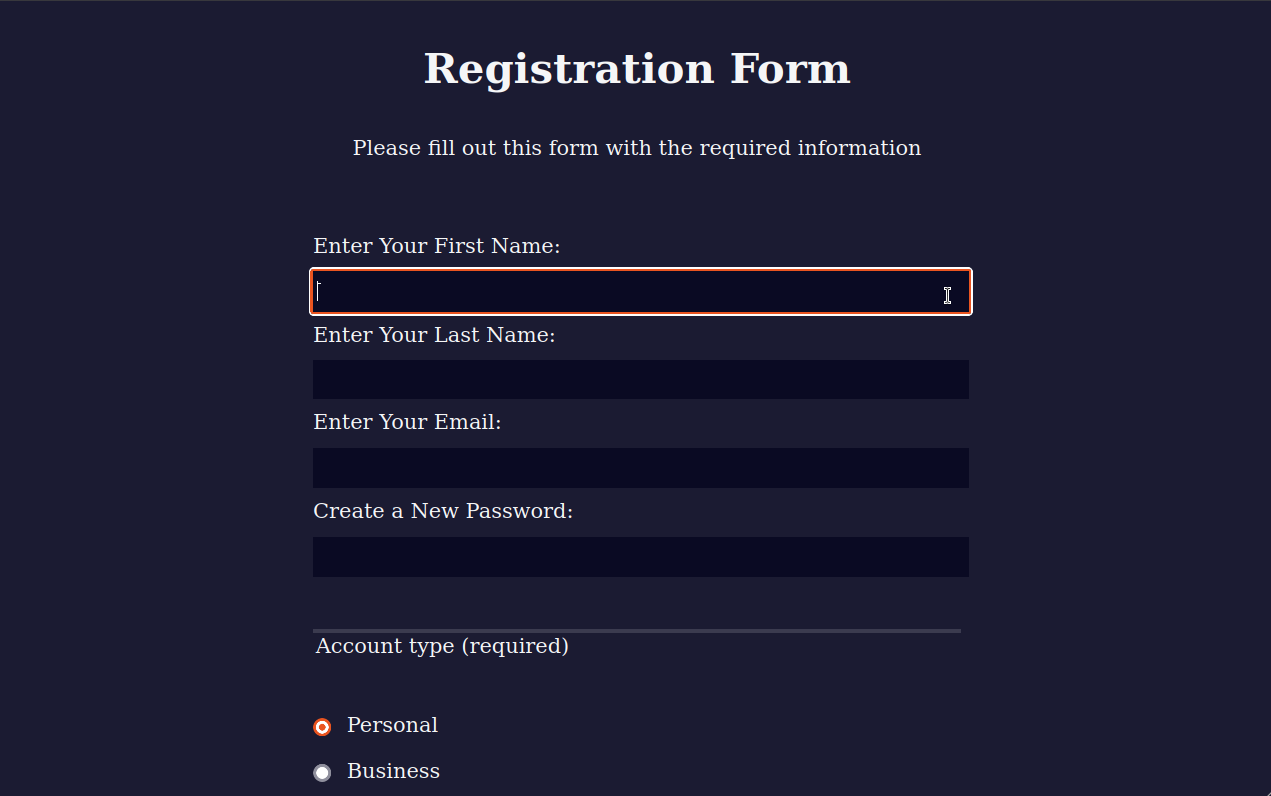 Registration Form
Please fill out this form with the required information
Enter Your First Name:
Enter Your Last Name:
Enter Your Email:
Create a New Password:
Account type (required)
Personal
Business